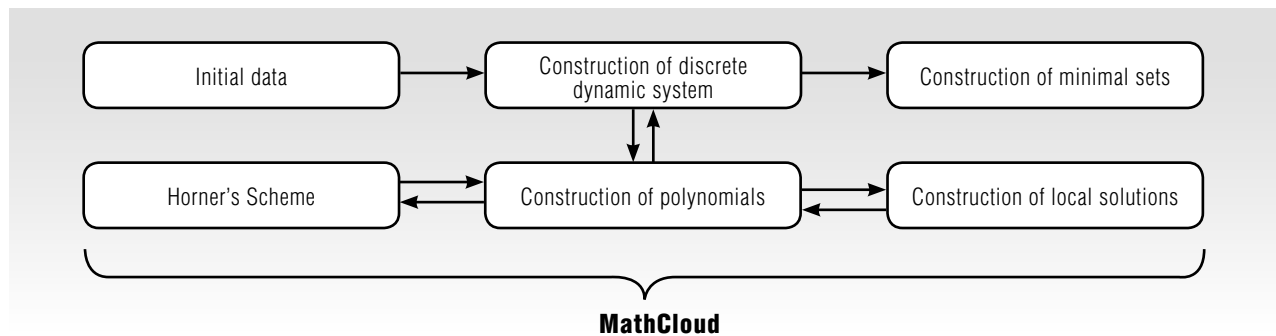 Initial data
Construction of discrete
dynamic system
Construction of minimal sets
Horner’s Scheme
Construction of polynomials
Construction of local solutions
MathCloud